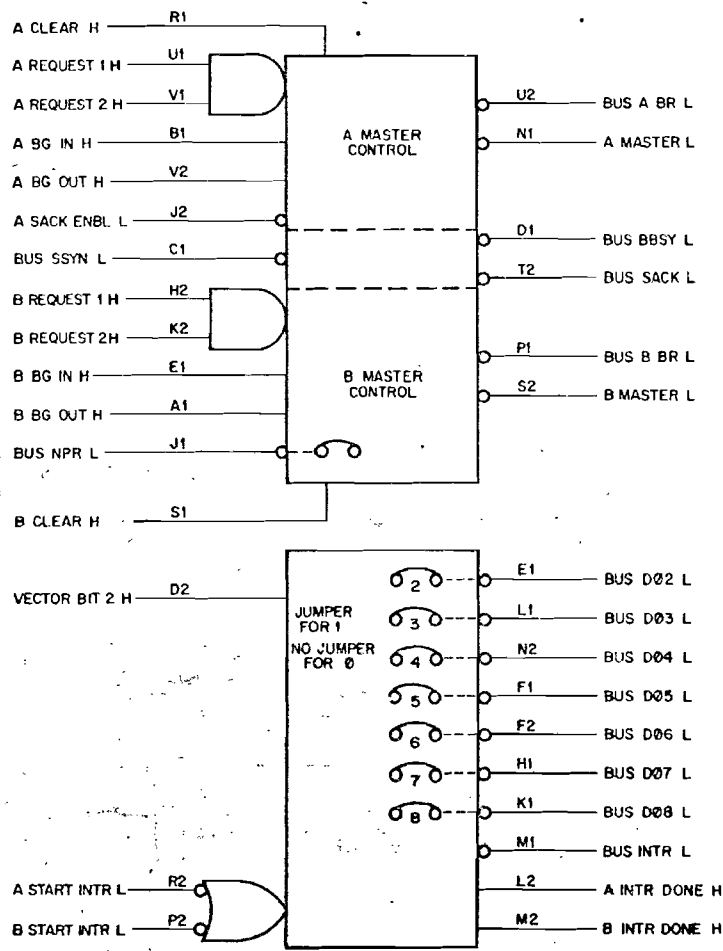 A CLEAR H R1
A REQUEST 1 H U1
A REQUEST 2 H V1
A BG IN H B1
A BG OUT H V2
A SACK ENBL L J2
BUS SSYN L C1
B REQUEST 1 H H2
B REQUEST 2H K2
B BG IN H E1
B BG OUT H A1
BUS NPR L J1
B CLEAR H S1
A MASTER
CONTROL
B MASTER
CONTROL
U2 BUS A BR L
N1 A MASTER L
D1 BUS BBSY L
T2 BUS SACK L
P1 BUS B BR L
S2 B MASTER L
VECTOR BIT 2 H D2
JUMPER
FOR 1
NO JUMPER
FOR 0
2 E1 BUS D02 L
3 L1 BUS D03 L
4 N2 BUS D04 L
5 F1 BUS D05 L
6 F2 BUS D06 L
7 H1 BUS D07 L
8 K1 BUS D08 L
M1 BUS INTR L
A START INTR L R2
B START INTR L P2
L2 A INTR DONE H
M2 B INTR DONE H